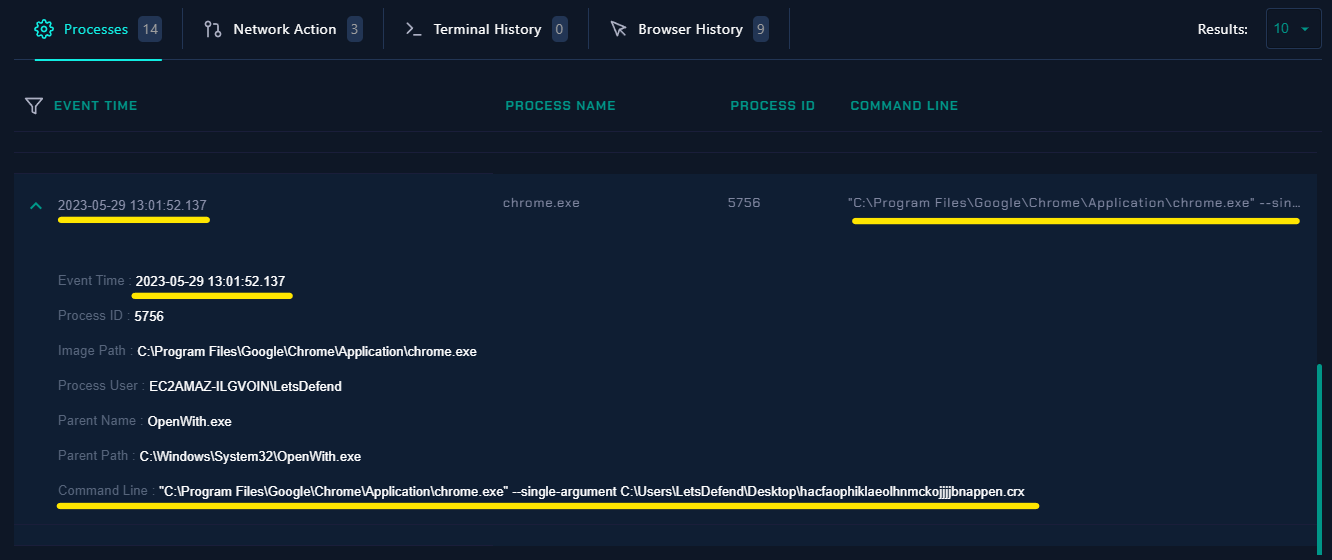 Processes 14 Network Action 3 Terminal History 0 Browser History 9 Results: 10
EVENT TIME PROCESS NAME PROCESS ID COMMAND LINE
2023-05-29 13:01:52.137 chrome.exe 5756 "C:\Program Files\Google\Chrome\Application\chrome.exe" --sin...
Event Time : 2023-05-29 13:01:52.137
Process ID : 5756
Image Path : C:\Program Files\Google\Chrome\Application\chrome.exe
Process User : EC2AMAZ-ILGVOIN\LetsDefend
Parent Name : OpenWith.exe
Parent Path : C:\Windows\System32\OpenWith.exe
Command Line : "C:\Program Files\Google\Chrome\Application\chrome.exe" --single-argument C:\Users\LetsDefend\Desktop\hacfaophiklaeolhnmckojjjjbnappen.crx